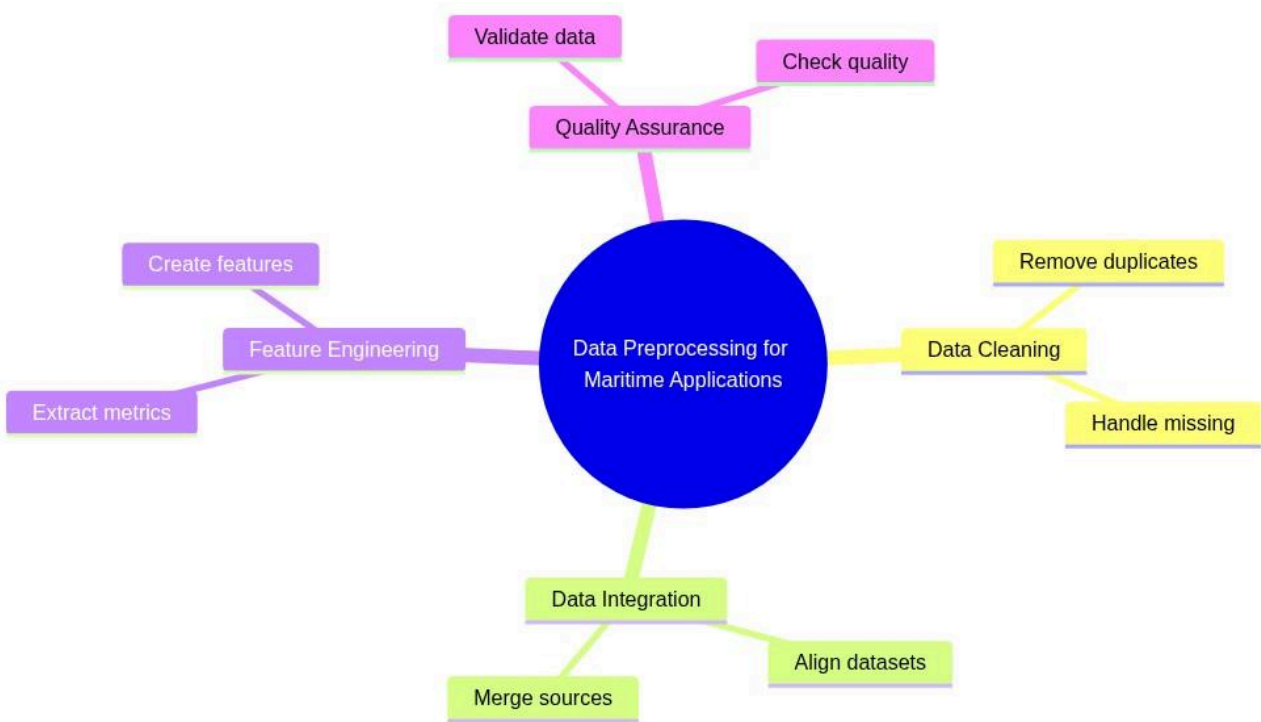 Validate data
Check quality
Quality Assurance
Create features
Remove duplicates
Feature Engineering
Data Preprocessing for
Maritime Applications
Data Cleaning
Extract metrics
Handle missing
Data Integration
Align datasets
Merge sources